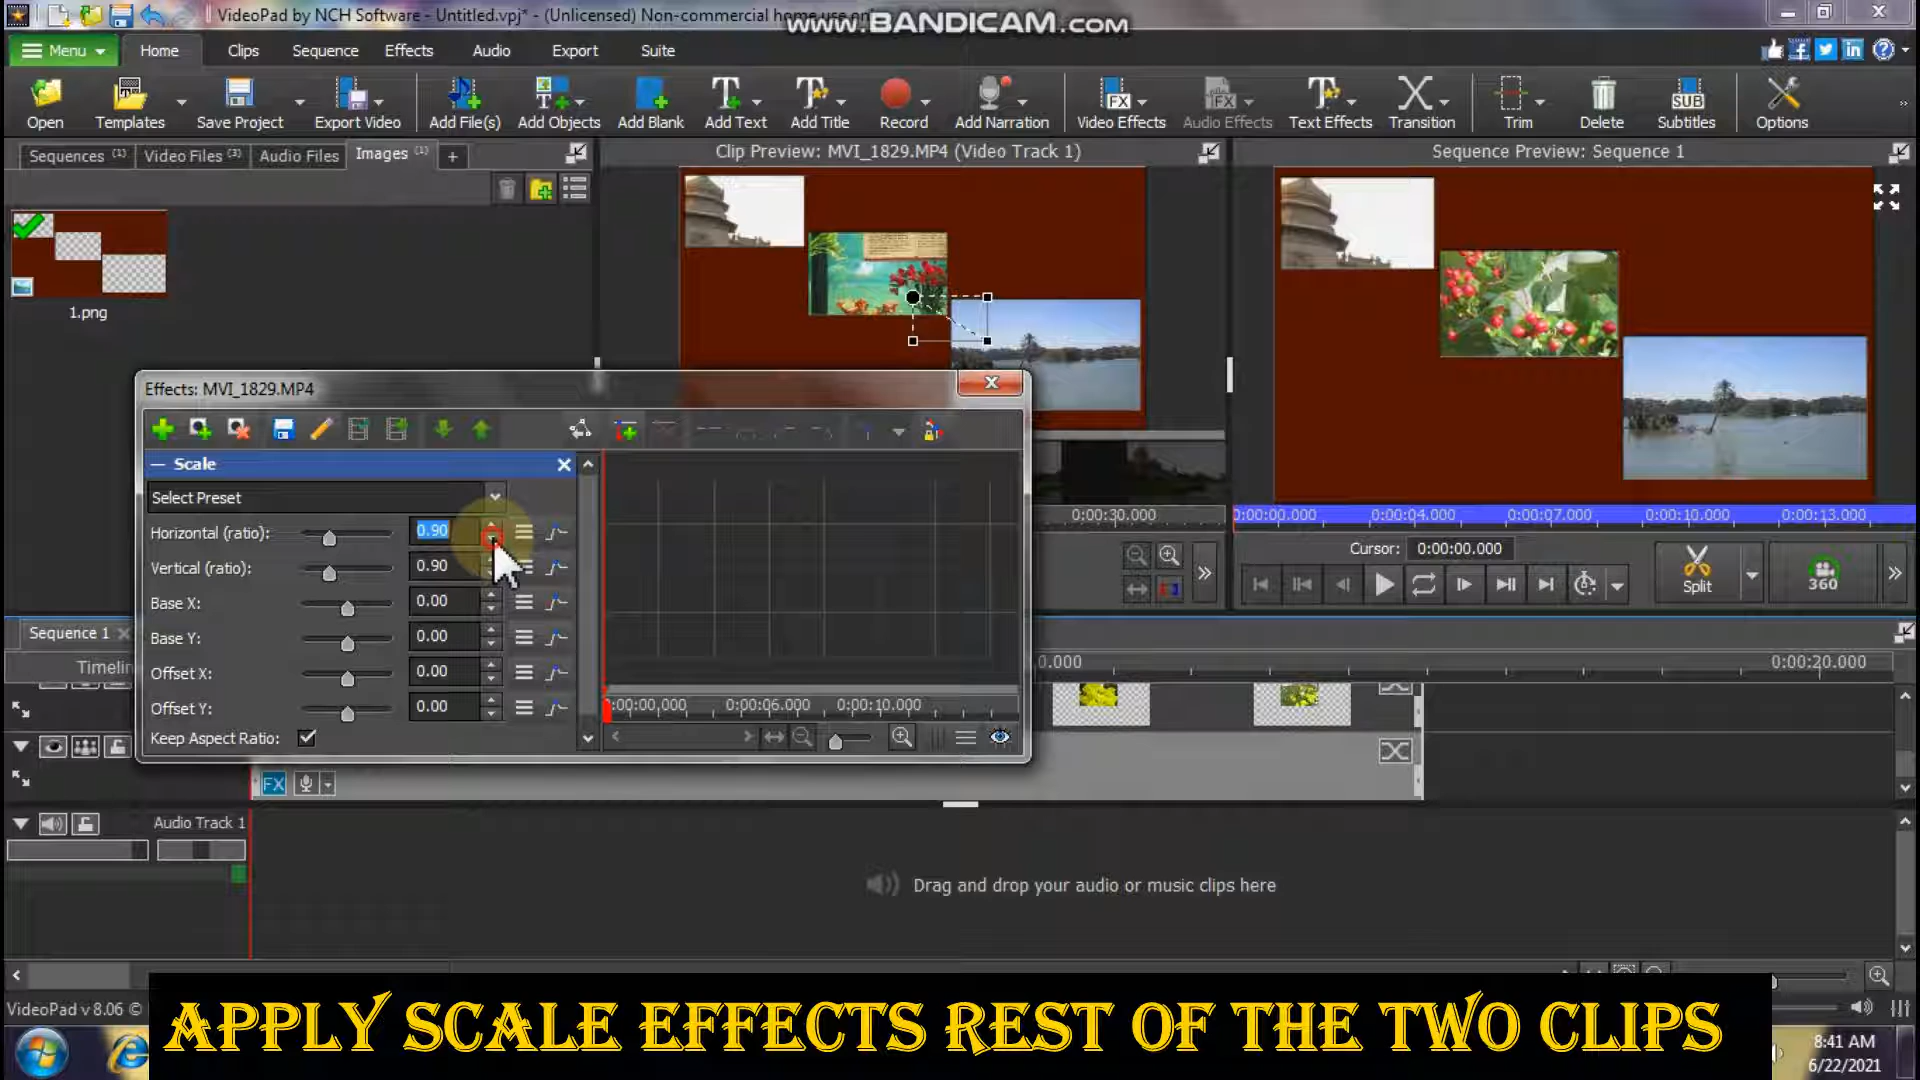 VideoPad by NCH Software - Untitled.vpj* - (Unlicensed) Non-commercial home use on
www.BANDICAM.com
Menu Home Clips Sequence Effects Audio Export Suite
Open Templates Save Project Export Video Add File(s) Add Objects Add Blank Add Text Add Title Record Add Narration Video Effects Audio Effects Text Effects Transition Trim Delete Subtitles Options
SUB
Sequences (1) Video Files (3) Audio Files Images (1) +
Clip Preview: MVI_1829.MP4 (Video Track 1)
Sequence Preview: Sequence 1
1.png
Effects: MVI_1829.MP4
Scale
Select Preset
Horizontal (ratio): 0.90
Vertical (ratio): 0.90
Base X: 0.00
Base Y: 0.00
Offset X: 0.00
Offset Y: 0.00
Keep Aspect Ratio:
0:00:00,000 0:00:06.000 0:00:10.000
0:00:30.000
0:00:00.000 0:00:04.000 0:00:07.000 0:00:10.000 0:00:13.000
Cursor: 0:00:00.000
Split
360
Sequence 1
0.000 0:00:20.000
FX
Audio Track 1
Drag and drop your audio or music clips here
VideoPad v 8.06 ©
APPLY SCALE EFFECTS REST OF THE TWO CLIPS
8:41 AM
6/22/2021